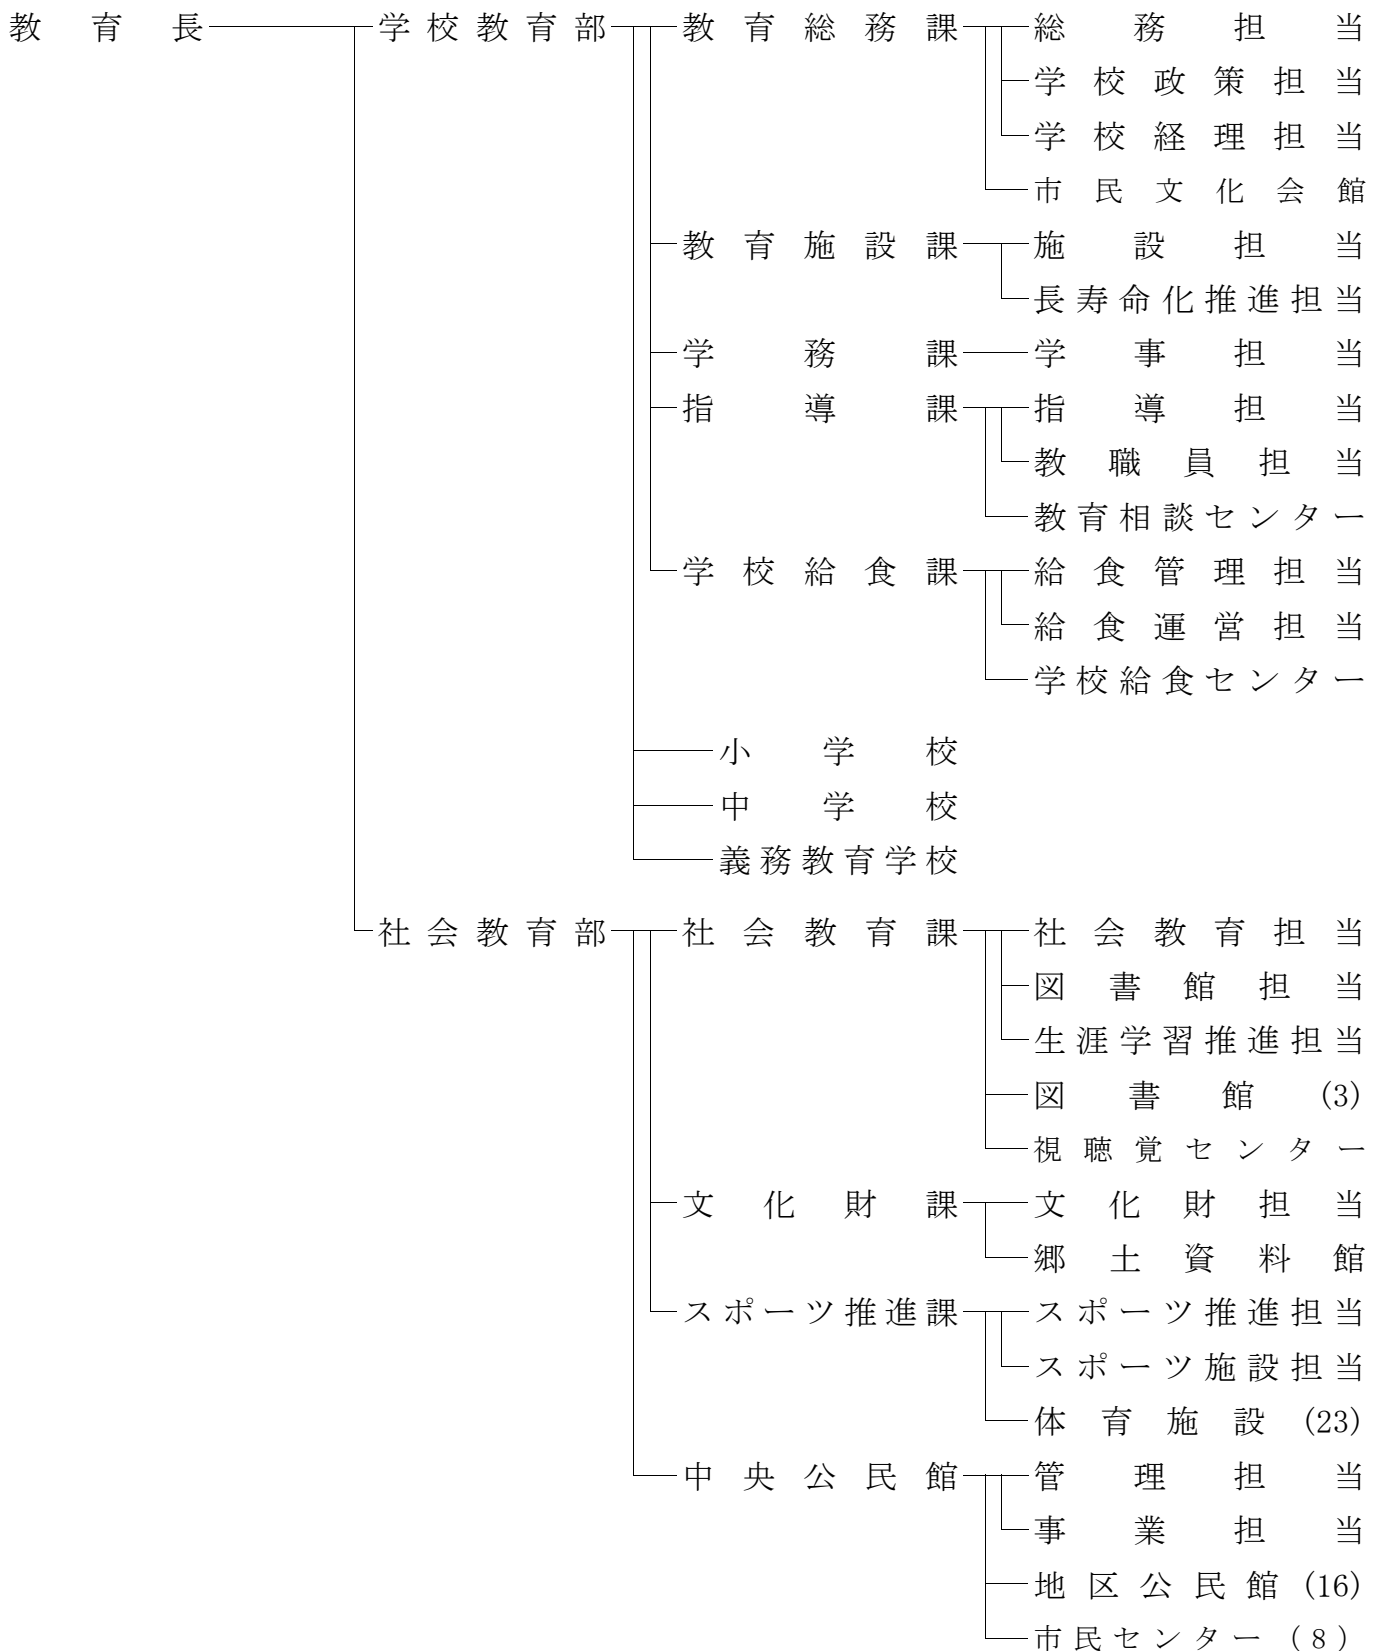 教育長 学校教育部 教育総務課 総務担当
学校政策担当
学校経理担当
市民文化会館
教育施設課 施設担当
長寿命化推進担当
学務課 学事担当
指導課 指導担当
教職員担当
教育相談センター
学校給食課 給食管理担当
給食運営担当
学校給食センター
小学校
中学校
義務教育学校
社会教育部 社会教育課 社会教育担当
図書館担当
生涯学習推進担当
図書館(3)
視聴覚センター
文化財課 文化財担当
郷土資料館
スポーツ推進課 スポーツ推進担当
スポーツ施設担当
体育施設(23)
中央公民館 管理担当
事業担当
地区公民館(16)
市民センター(8)